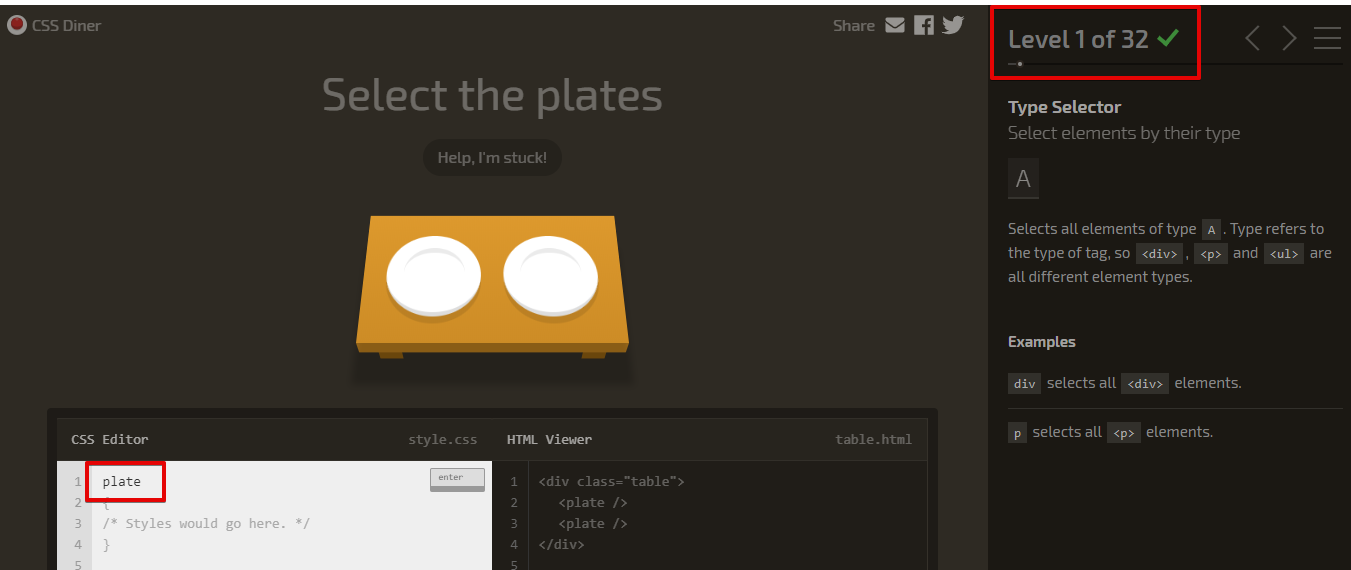 CSS Diner
Share
Level 1 of 32
Select the plates
Help, I'm stuck!
Type Selector
Select elements by their type
A
Selects all elements of type A. Type refers to
the type of tag, so <div>, <p> and <ul> are
all different element types.
Examples
div selects all <div> elements.
p selects all <p> elements.
CSS Editor style.css
1 plate
enter
2 {
3 /* Styles would go here. */
4 }
5
HTML Viewer table.html
1 <div class="table">
2 <plate />
3 <plate />
4 </div>
5